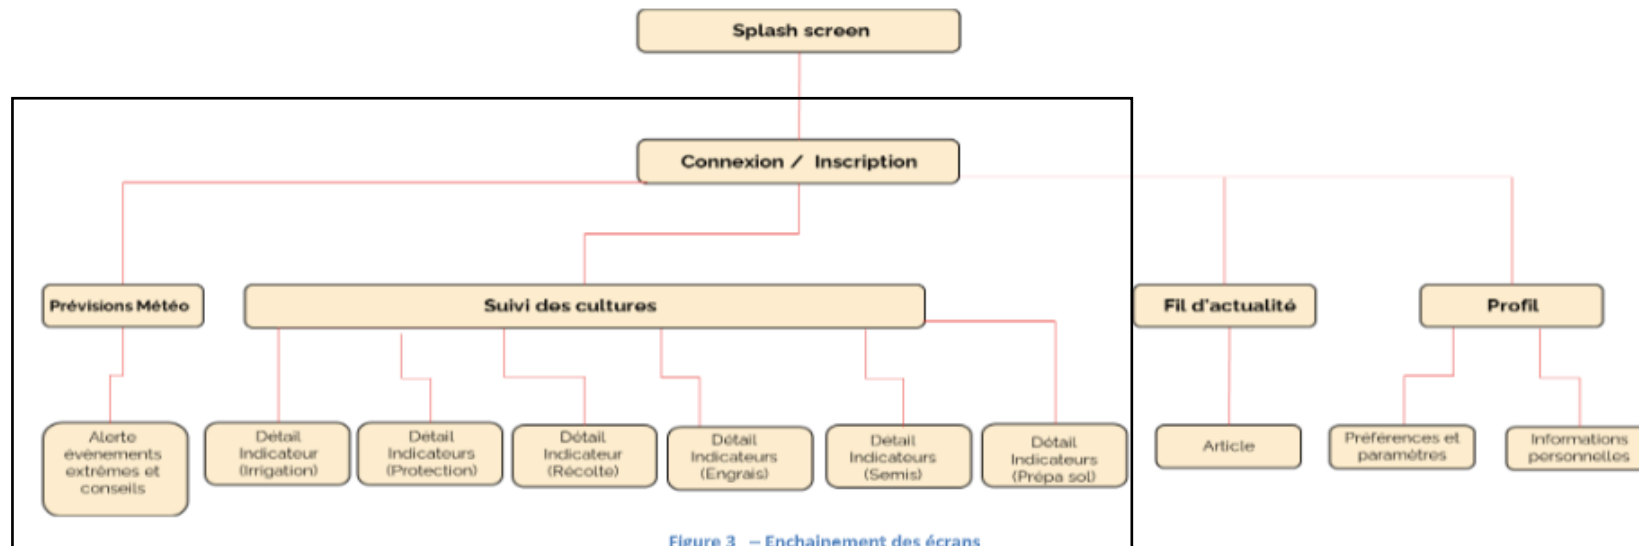 Splash screen
Connexion / Inscription
Prévisions Météo
Suivi des cultures
Fil d'actualité
Profil
Alerte
événements
extrêmes et
conseils
Détail
Indicateur
(Irrigation)
Détail
Indicateurs
(Protection)
Détail
Indicateur
(Récolte)
Détail
Indicateurs
(Engrais)
Détail
Indicateurs
(Semis)
Détail
Indicateurs
(Prépa sol)
Article
Préférences et
paramètres
Informations
personnelles
Figure 3 – Enchainement des écrans